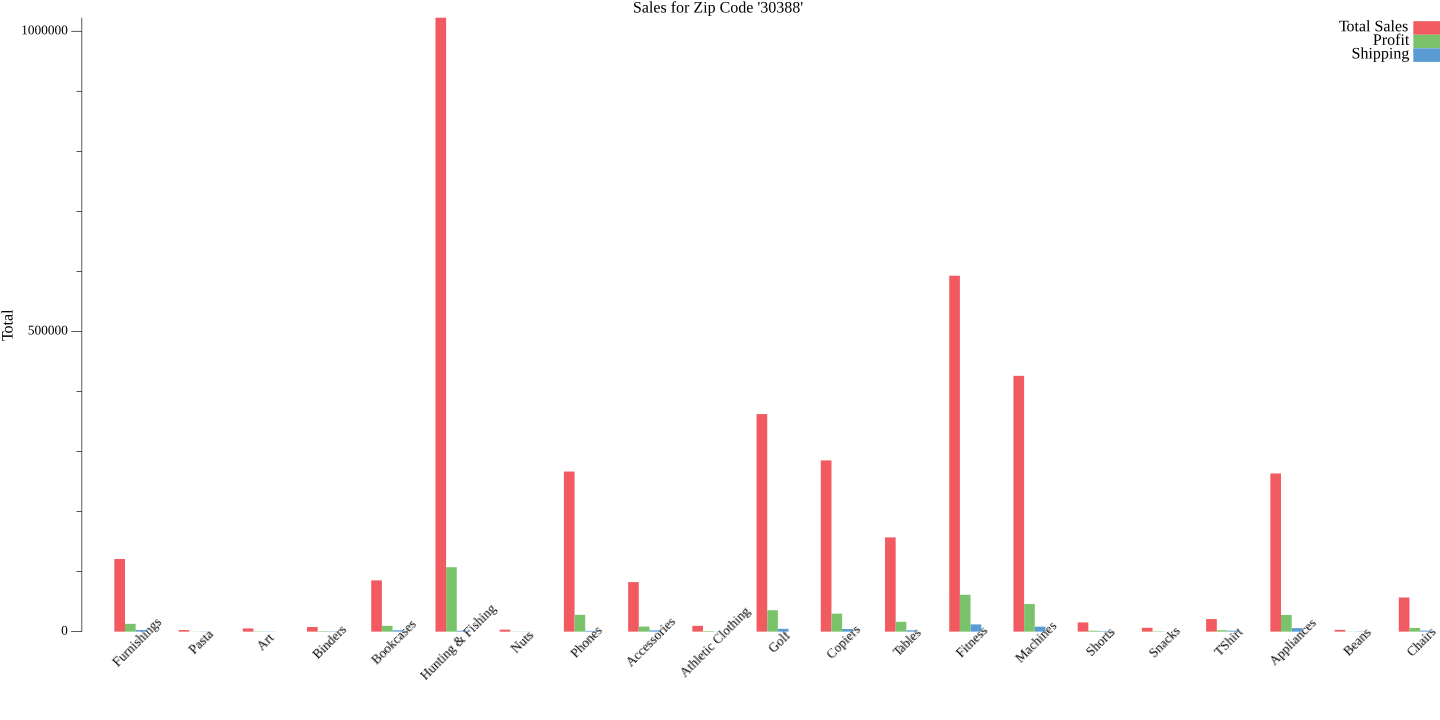 Sales for Zip Code '30388'
Total Sales
Profit
Shipping
Total
1000000
500000
0
Furnishings
Pasta
Art
Binders
Bookcases
Hunting & Fishing
Nuts
Phones
Accessories
Athletic Clothing
Golf
Copiers
Tables
Fitness
Machines
Shorts
Snacks
TShirt
Appliances
Beans
Chairs